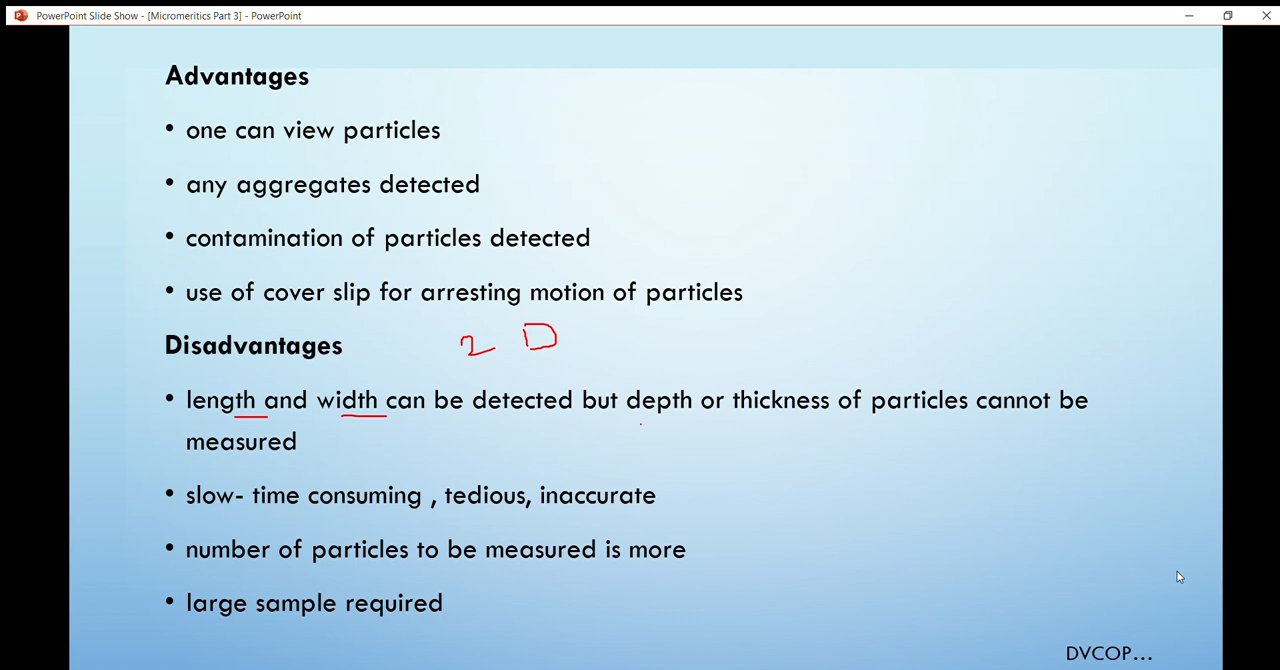 PowerPoint Slide Show - [Micromeritics Part 3] - PowerPoint
Advantages
• one can view particles
• any aggregates detected
• contamination of particles detected
• use of cover slip for arresting motion of particles
Disadvantages 2 D
• length and width can be detected but depth or thickness of particles cannot be
measured
• slow- time consuming , tedious, inaccurate
• number of particles to be measured is more
• large sample required
DVCOP...